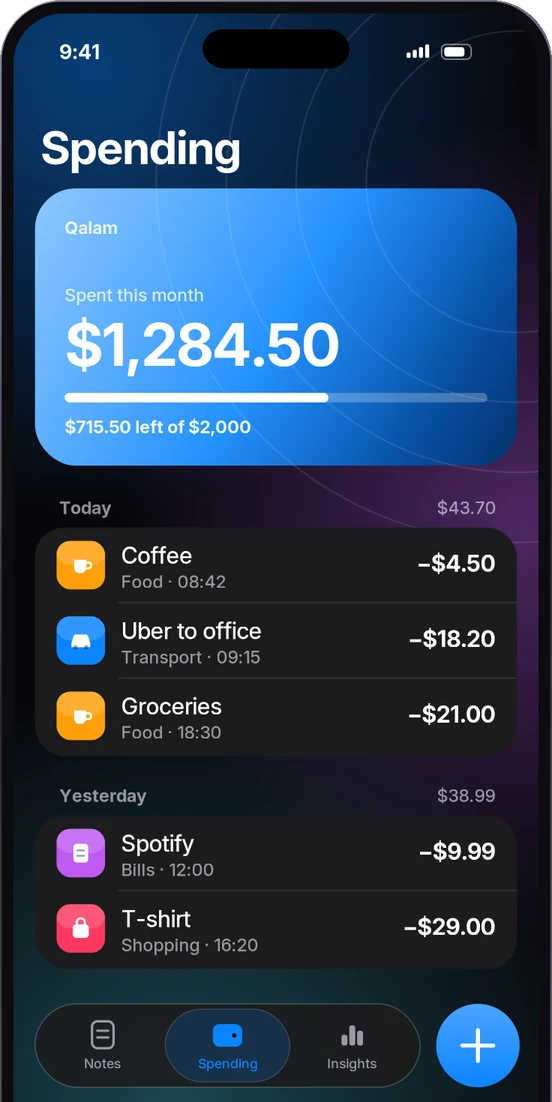 9:41
Spending
Qalam
Spent this month
$1,284.50
$715.50 left of $2,000
Today $43.70
Coffee –$4.50
Food · 08:42
Uber to office –$18.20
Transport · 09:15
Groceries –$21.00
Food · 18:30
Yesterday $38.99
Spotify –$9.99
Bills · 12:00
T-shirt –$29.00
Shopping · 16:20
Notes Spending Insights